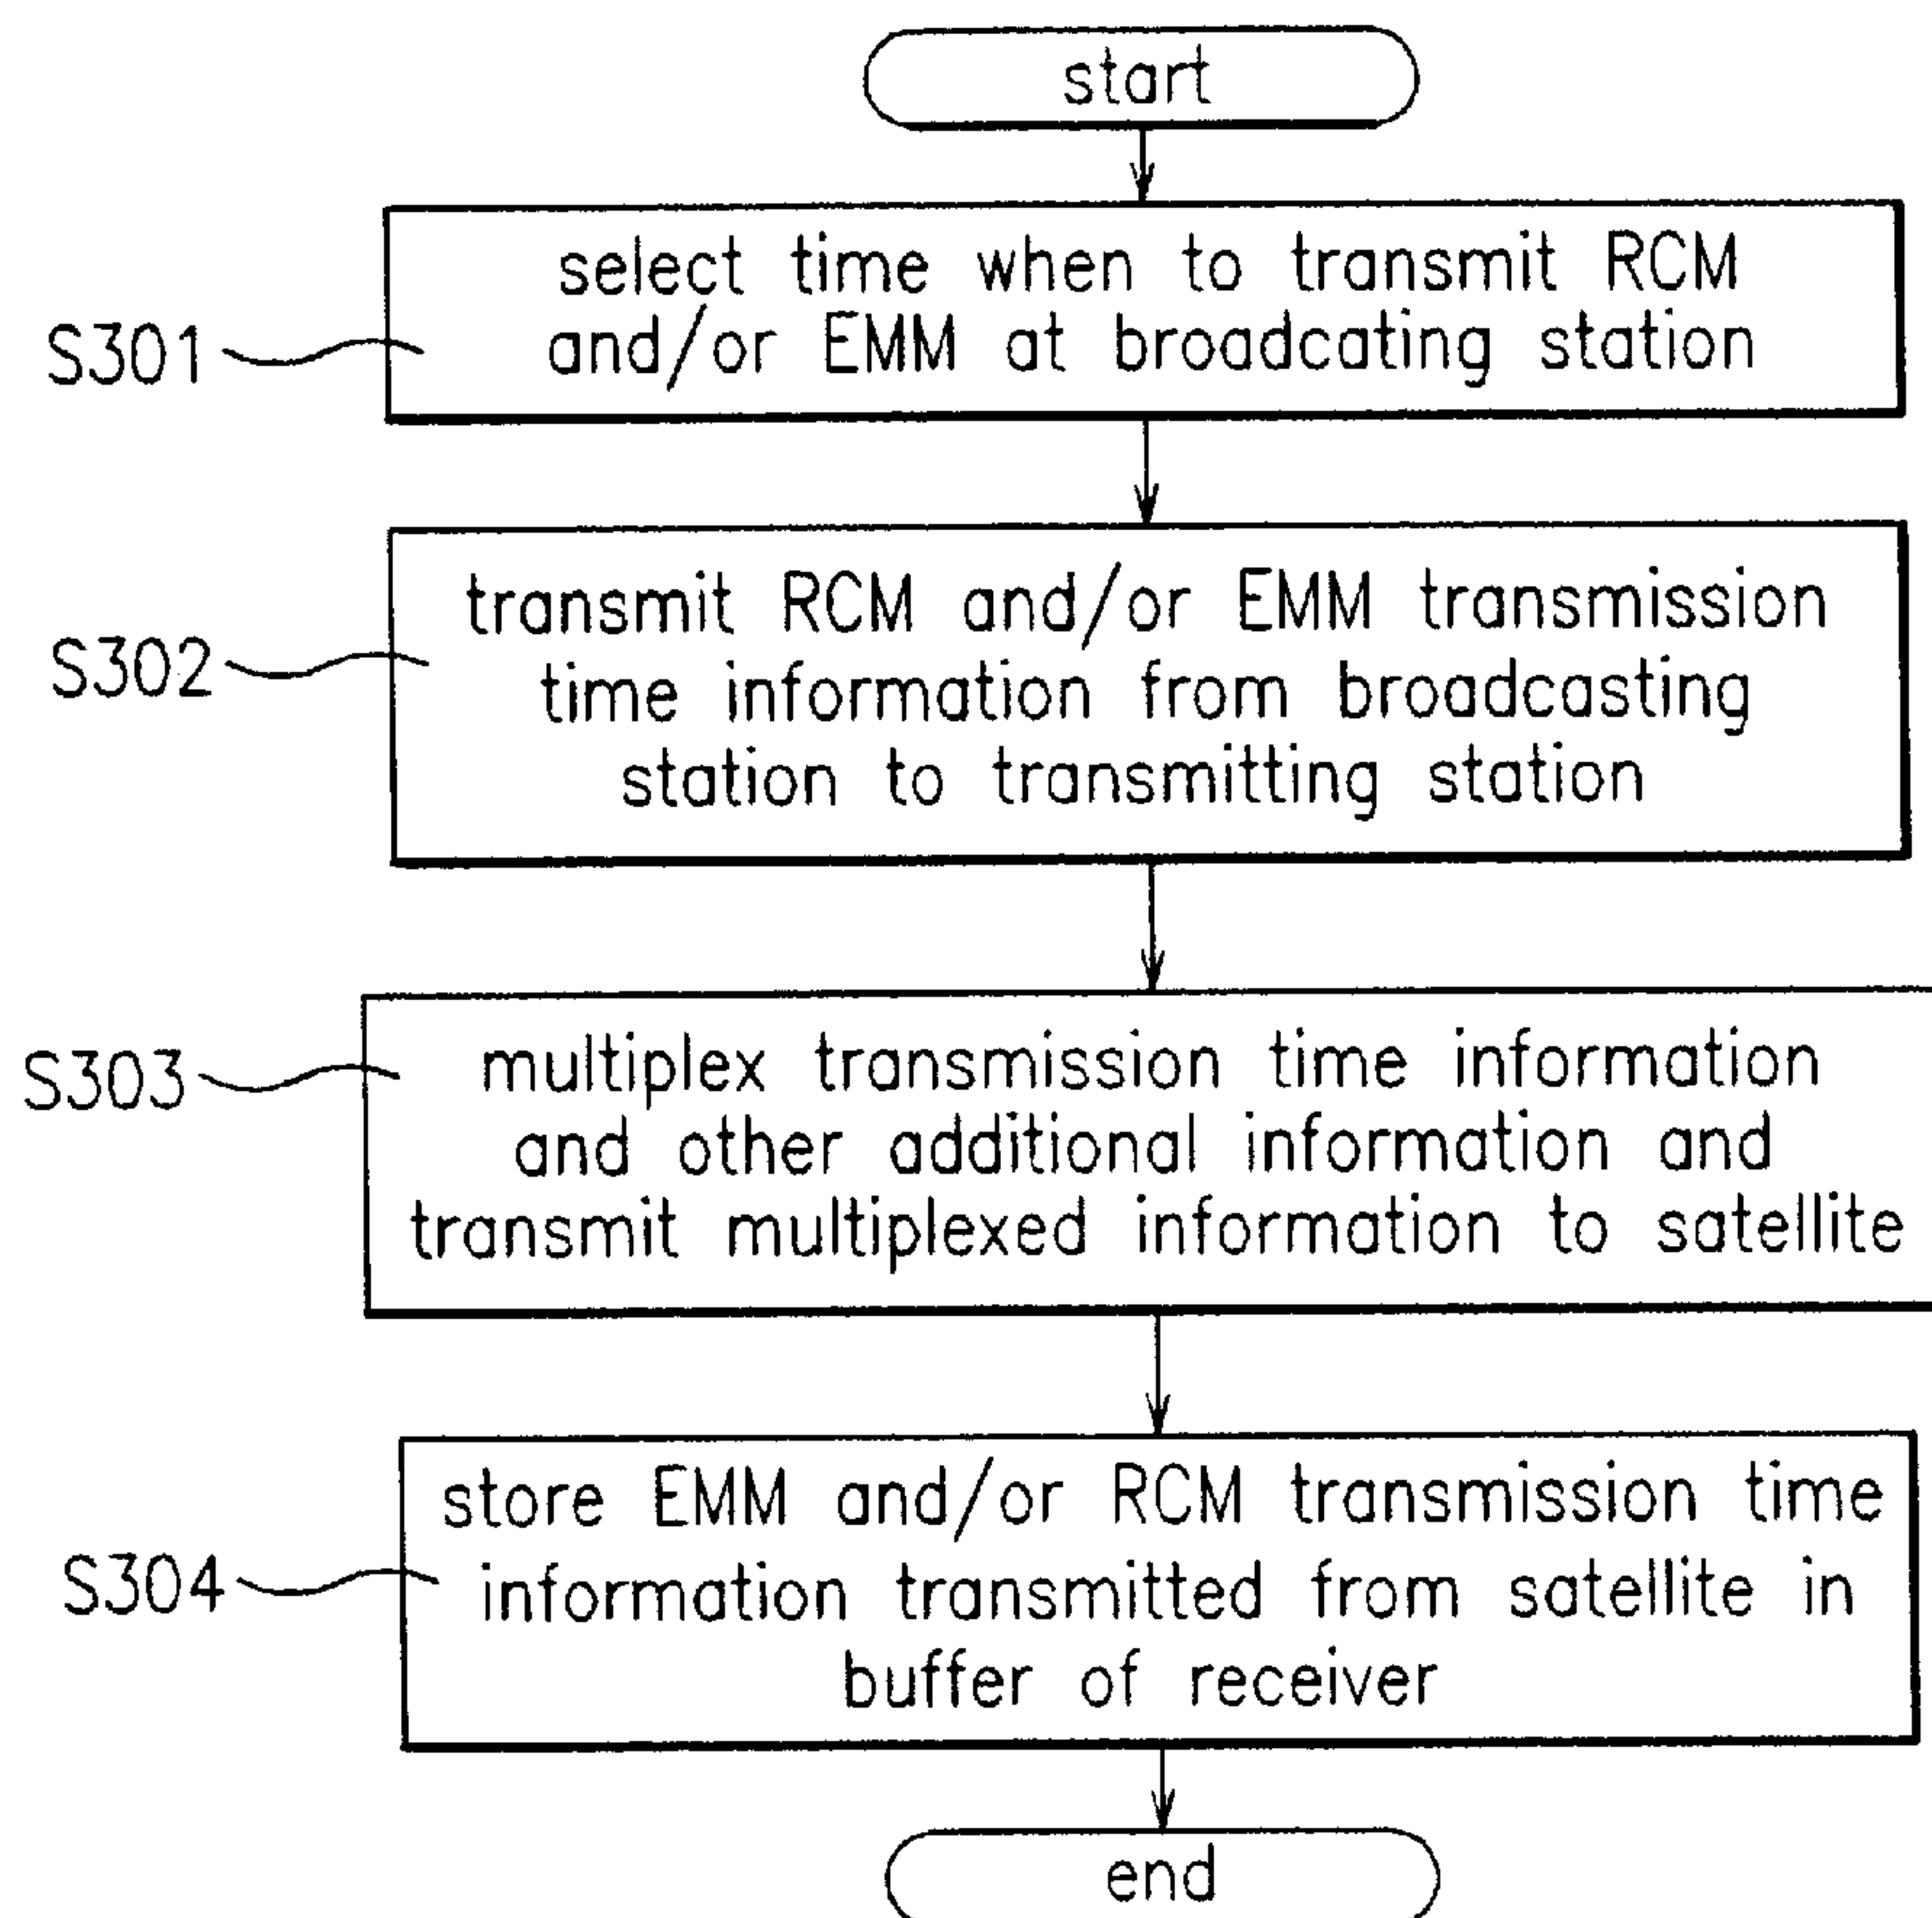 start
select time when to transmit RCM
and/or EMM at broadcating station
S301
transmit RCM and/or EMM transmission
time information from broadcasting
station to transmitting station
S302
multiplex transmission time information
and other additional information and
transmit multiplexed information to satellite
S303
store EMM and/or RCM transmission time
information transmitted from satellite in
buffer of receiver
S304
end